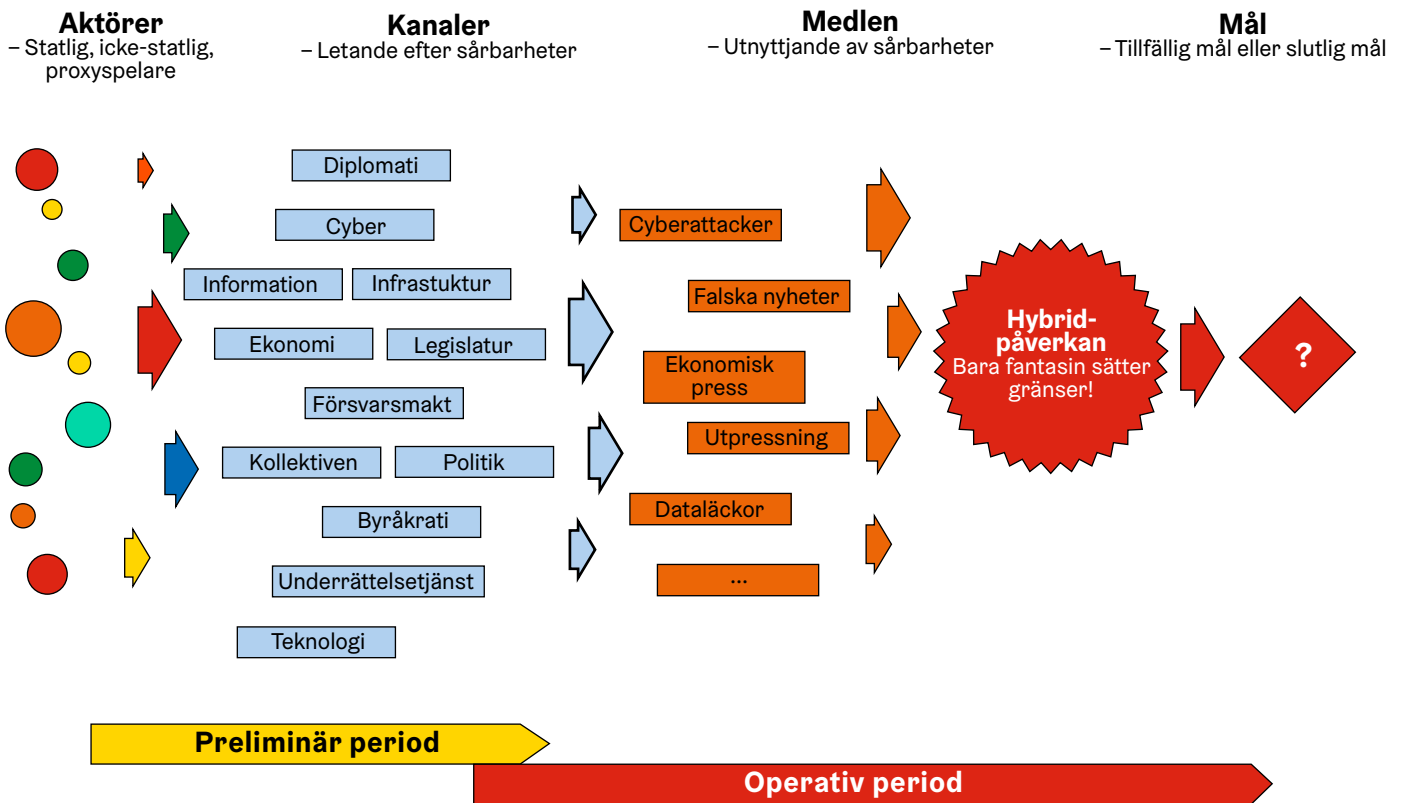 Aktörer
– Statlig, icke-statlig,
proxyspelare
Kanaler
– Letande efter sårbarheter
Medlen
– Utnyttjande av sårbarheter
Mål
– Tillfällig mål eller slutlig mål
Diplomati
Cyber
Information
Infrastuktur
Ekonomi
Legislatur
Försvarsmakt
Kollektiven
Politik
Byråkrati
Underrättelsetjänst
Teknologi
Cyberattacker
Falska nyheter
Ekonomisk
press
Utpressning
Dataläckor
...
Hybrid-
påverkan
Bara fantasin sätter
gränser!
?
Preliminär period
Operativ period